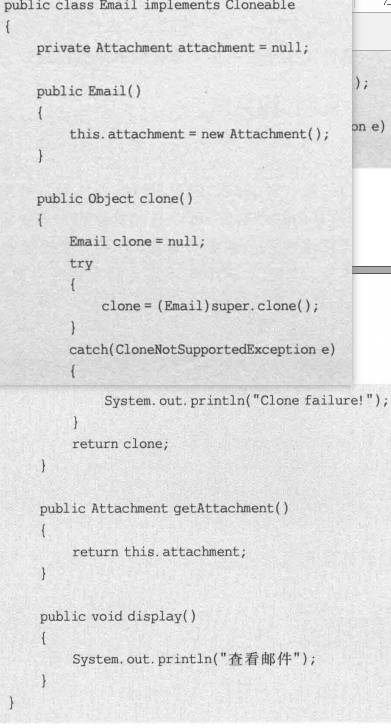 public class Email implements Cloneable
{
    private Attachment attachment = null;

    public Email()
    {
        this.attachment = new Attachment();
    }

    public Object clone()
    {
        Email clone = null;
        try
        {
            clone = (Email)super.clone();
        }
        catch(CloneNotSupportedException e)
        {
            System.out.println("Clone failure!");
        }
        return clone;
    }

    public Attachment getAttachment()
    {
        return this.attachment;
    }

    public void display()
    {
        System.out.println("查看邮件");
    }
}
);
on e)